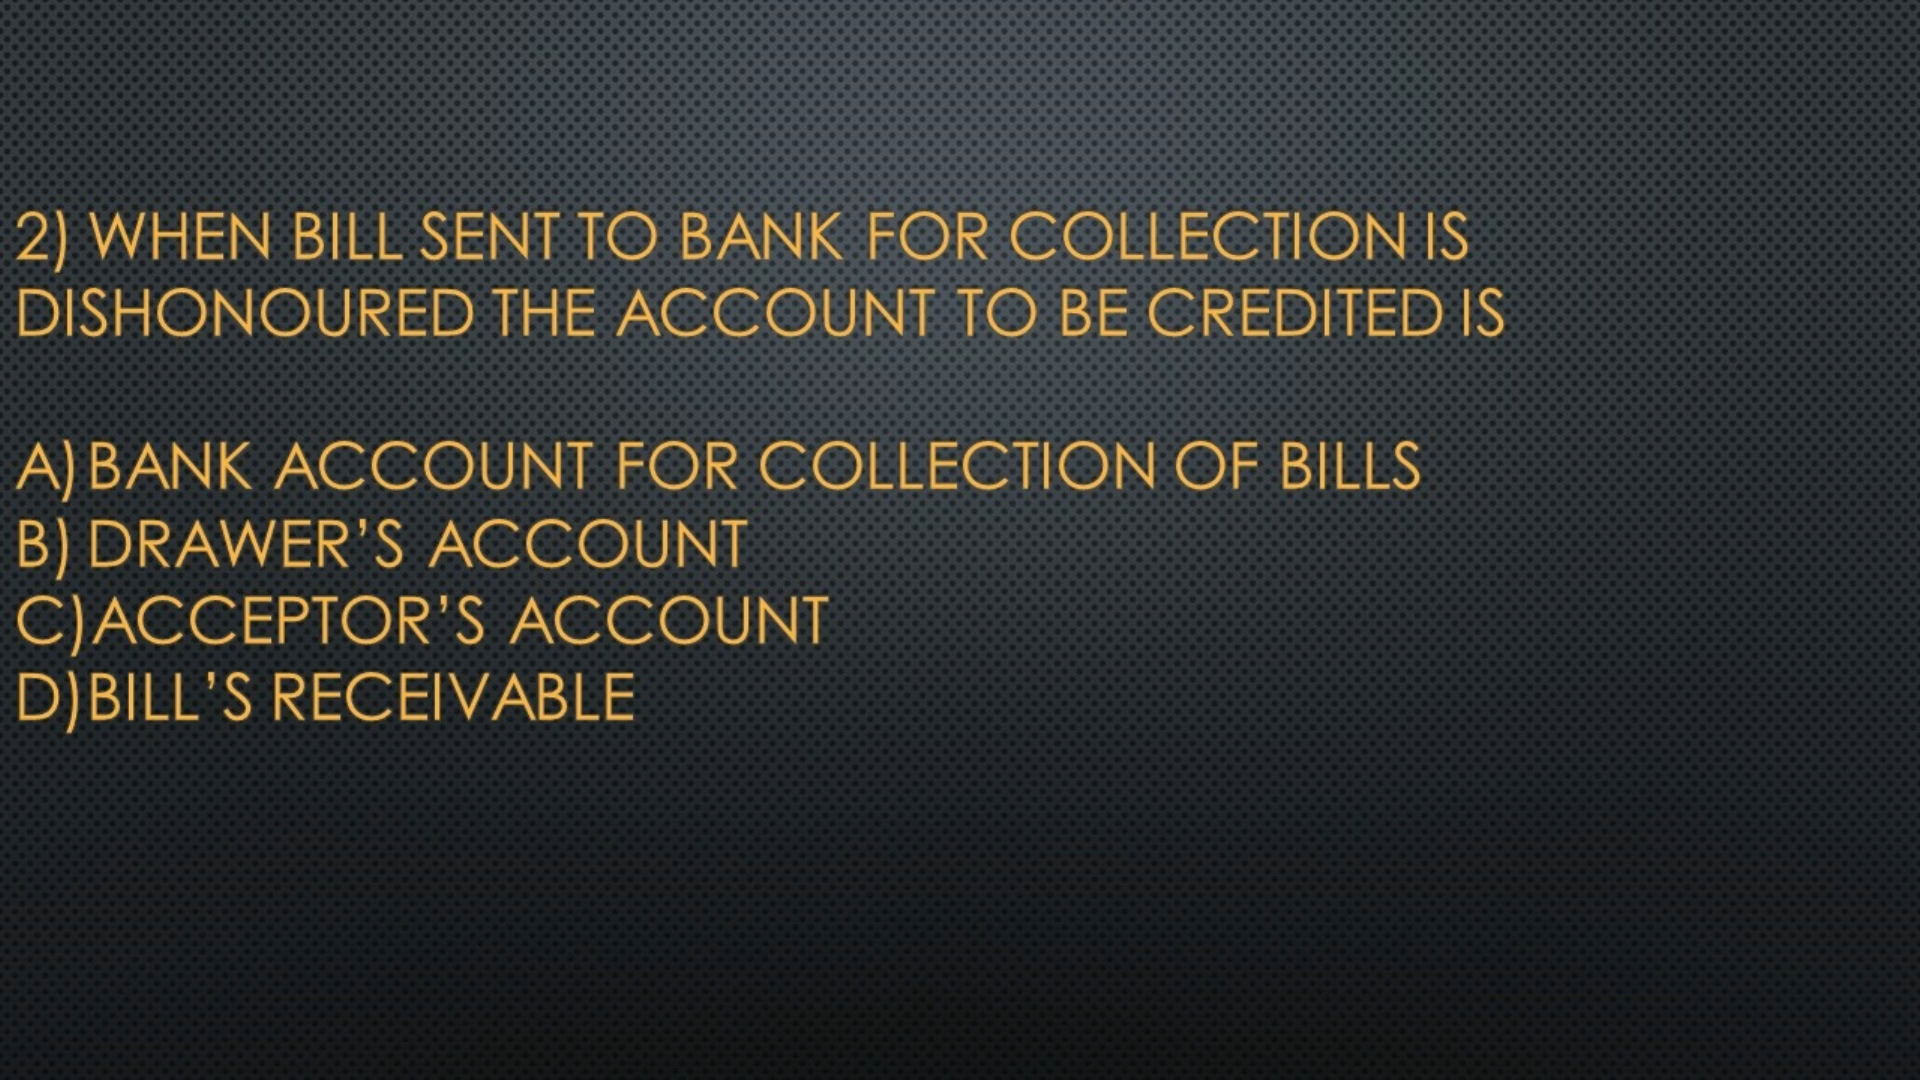 2) WHEN BILL SENT TO BANK FOR COLLECTION IS
DISHONOURED THE ACCOUNT TO BE CREDITED IS
A) BANK ACCOUNT FOR COLLECTION OF BILLS
B) DRAWER’S ACCOUNT
C)ACCEPTOR’S ACCOUNT
D)BILL’S RECEIVABLE